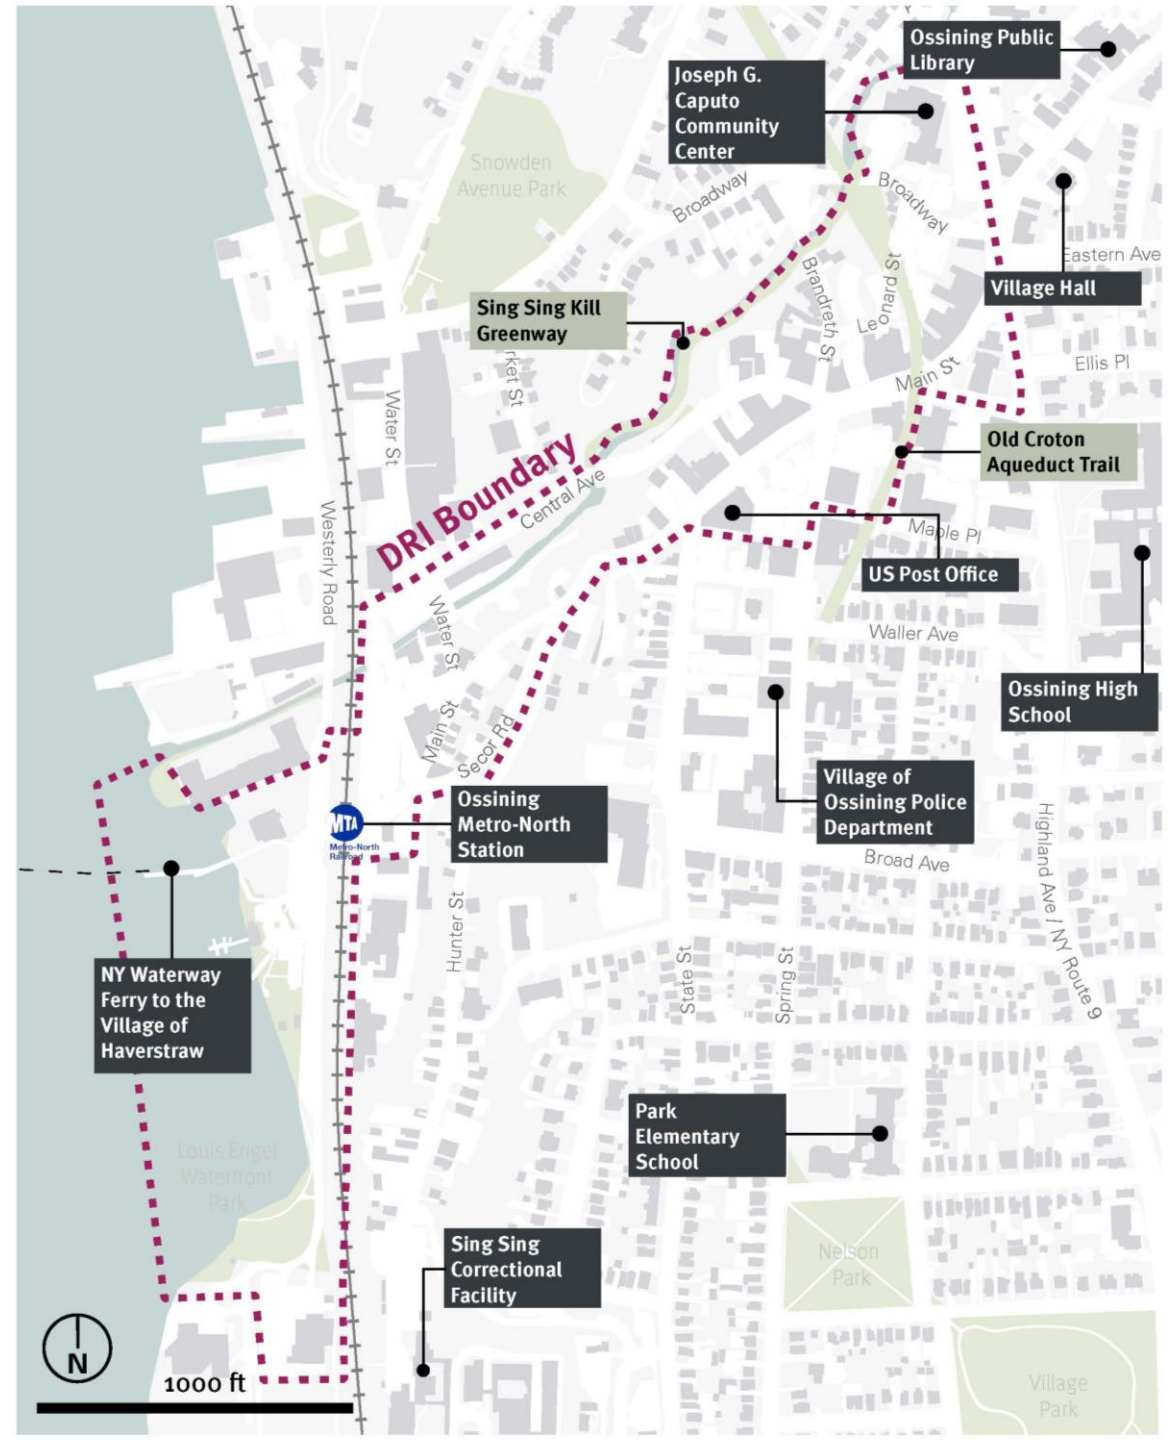 Ossining Public
Library
Joseph G.
Caputo
Community
Center
Snowden
Avenue Park
Broadway
Broadway
Eastern Ave
Village Hall
Sing Sing Kill
Greenway
Brandreth St
Leonard St
Main St
Ellis Pl
rket St
Water St
Old Croton
Aqueduct Trail
DRI Boundary
Central Ave
Westerly Road
Maple Pl
US Post Office
Water St
Waller Ave
Ossining High
School
Main St
Secor Rd
Village of
Ossining Police
Department
Ossining
Metro-North
Station
MTA
Metro-North
Railroad
Broad Ave
Highland Ave / NY Route 9
Hunter St
State St
Spring St
NY Waterway
Ferry to the
Village of
Haverstraw
Park
Elementary
School
Louis Engel
Waterfront
Park
Sing Sing
Correctional
Facility
Nelson
Park
N
1000 ft
Village
Park